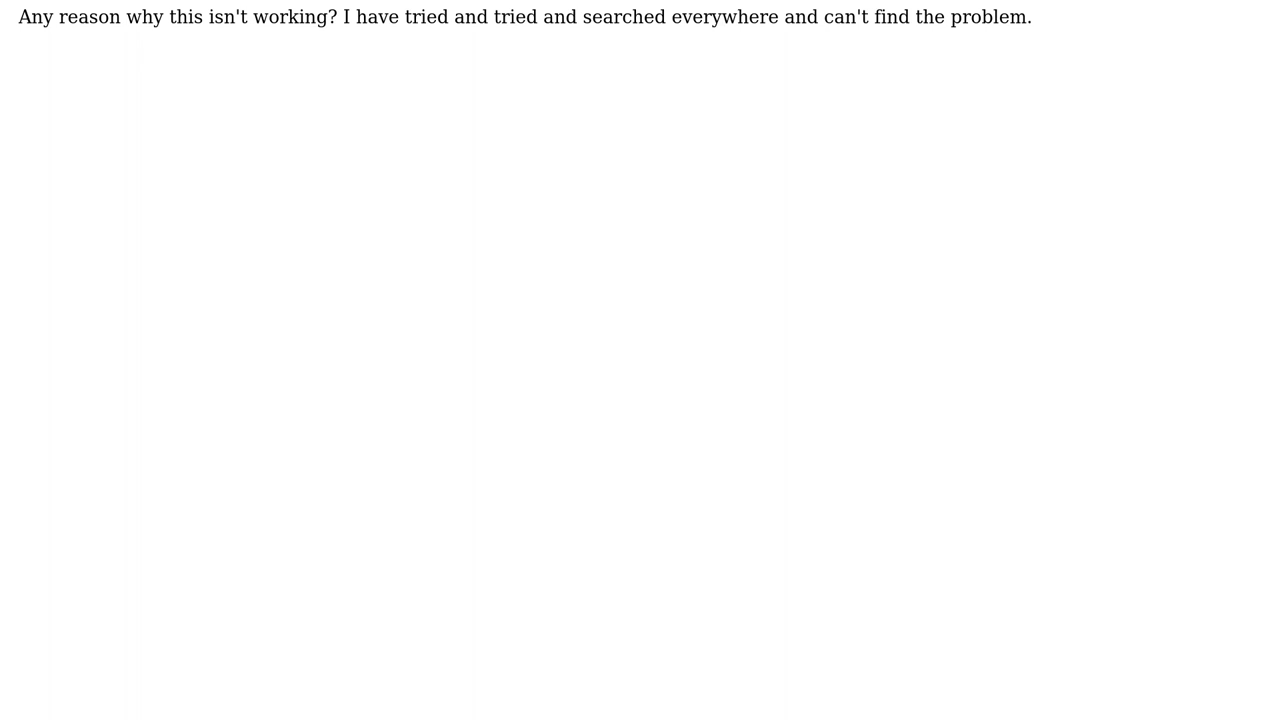 Any reason why this isn't working? I have tried and tried and searched everywhere and can't find the problem.